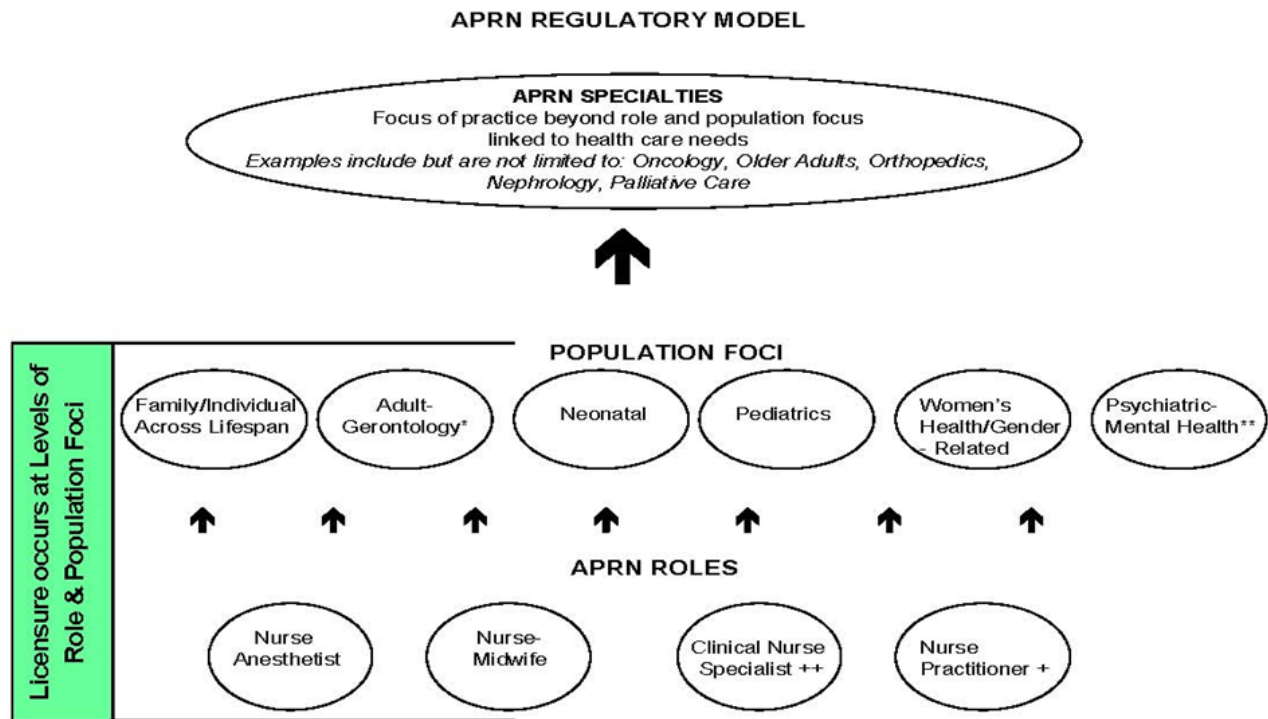 APRN REGULATORY MODEL
APRN SPECIALTIES
Focus of practice beyond role and population focus
linked to health care needs
Examples include but are not limited to: Oncology, Older Adults, Orthopedics,
Nephrology, Palliative Care
Licensure occurs at Levels of
Role & Population Foci
POPULATION FOCI
Family/Individual
Across Lifespan
Adult-
Gerontology*
Neonatal
Pediatrics
Women's
Health/Gender
- Related
Psychiatric-
Mental Health**
APRN ROLES
Nurse
Anesthetist
Nurse-
Midwife
Clinical Nurse
Specialist ++
Nurse
Practitioner +